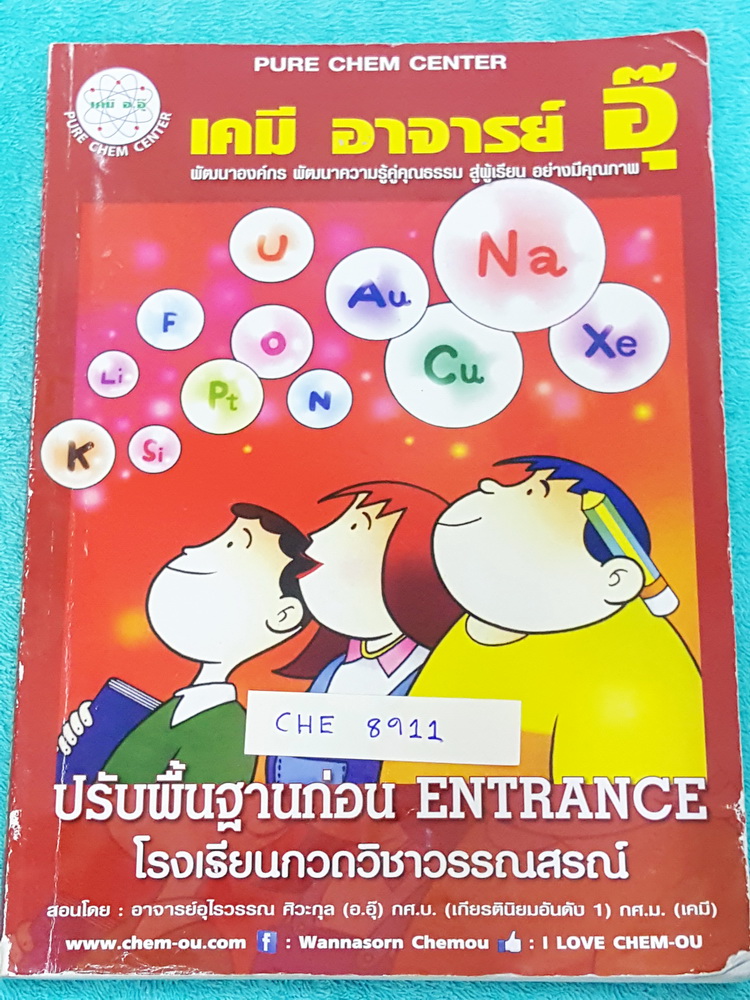 PURE CHEM CENTER
เคมี อ.อุ๊
PURE CHEM CENTER
เคมี อาจารย์ อุ๊
พัฒนาองค์กร พัฒนาความรู้คู่คุณธรรม สู่ผู้เรียน อย่างมีคุณภาพ
U
Na
Au
F
O
Xe
Cu
Li
Pt
N
K
Si
CHE 8911
ปรับพื้นฐานก่อน ENTRANCE
โรงเรียนกวดวิชาวรรณสรณ์
สอนโดย : อาจารย์อุไรวรรณ ศิวะกุล (อ.อุ๊) กศ.บ. (เกียรตินิยมอันดับ 1) กศ.ม. (เคมี)
www.chem-ou.com f : Wannasorn Chemou : I LOVE CHEM-OU